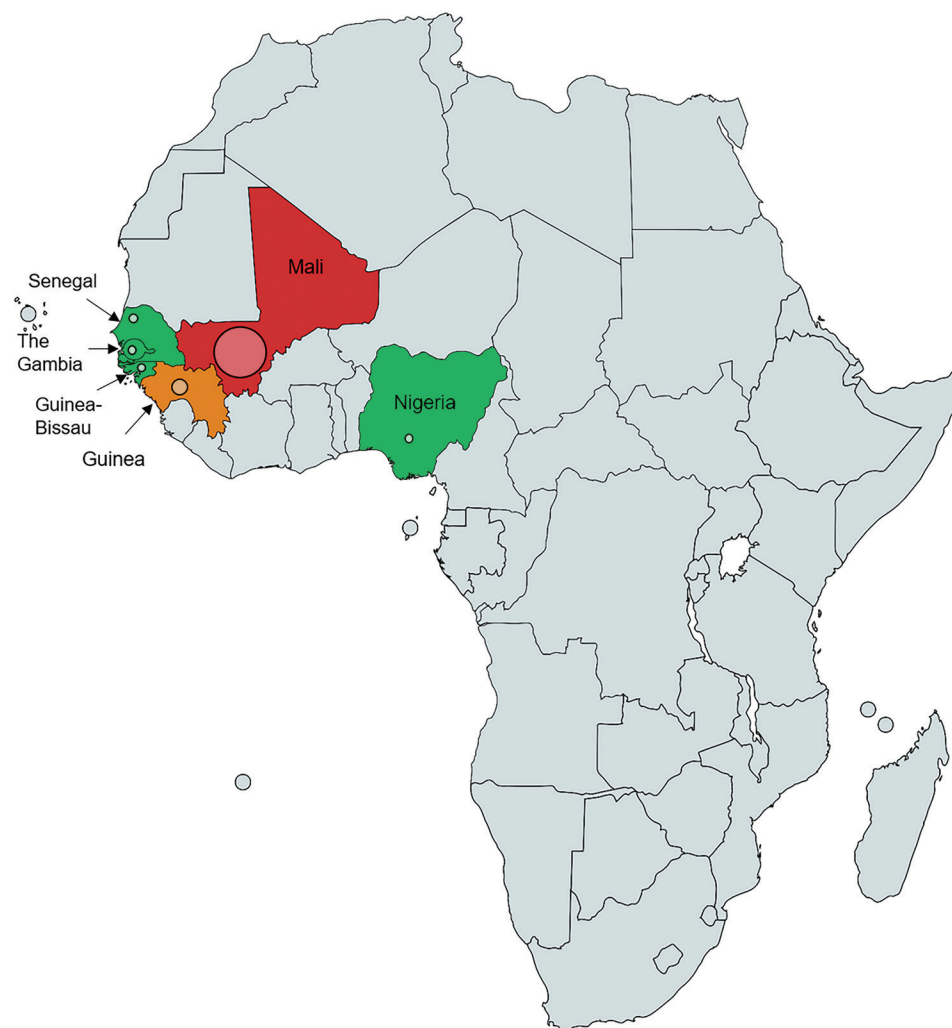 Mali
Senegal
The
Gambia
Guinea-
Bissau
Guinea
Nigeria